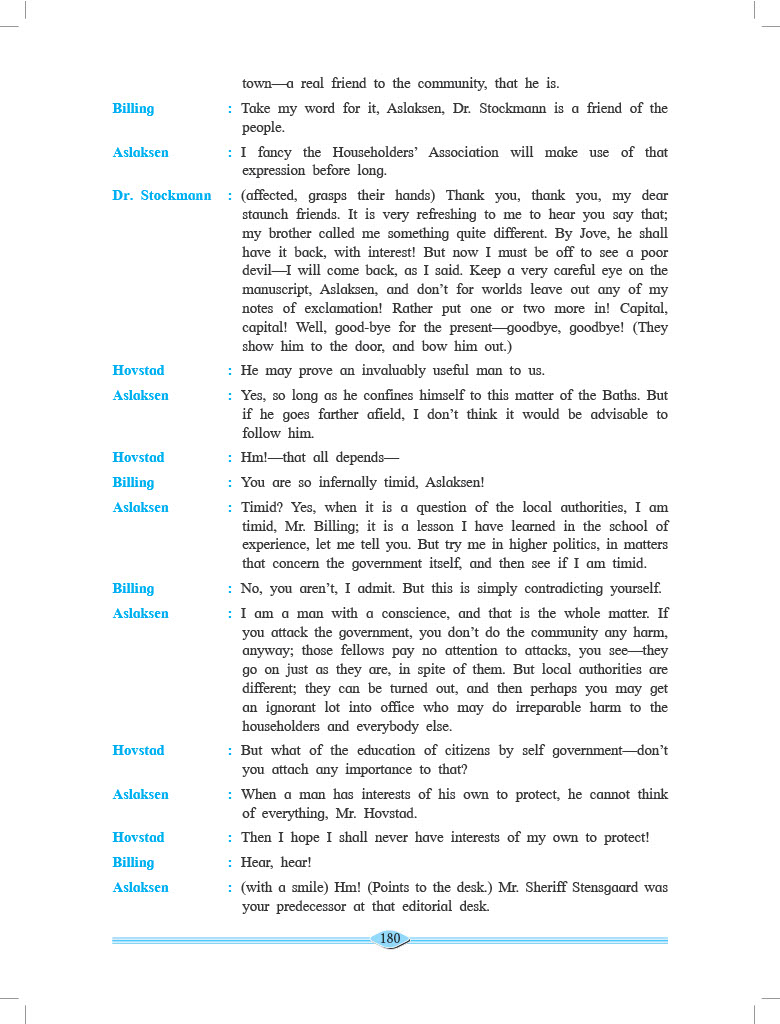 town—a real friend to the community, that he is.
Billing : Take my word for it, Aslaksen, Dr. Stockmann is a friend of the
people.
Aslaksen : I fancy the Householders’ Association will make use of that
expression before long.
Dr. Stockmann : (affected, grasps their hands) Thank you, thank you, my dear
staunch friends. It is very refreshing to me to hear you say that;
my brother called me something quite different. By Jove, he shall
have it back, with interest! But now I must be off to see a poor
devil—I will come back, as I said. Keep a very careful eye on the
manuscript, Aslaksen, and don’t for worlds leave out any of my
notes of exclamation! Rather put one or two more in! Capital,
capital! Well, good-bye for the present—goodbye, goodbye! (They
show him to the door, and bow him out.)
Hovstad : He may prove an invaluably useful man to us.
Aslaksen : Yes, so long as he confines himself to this matter of the Baths. But
if he goes farther afield, I don’t think it would be advisable to
follow him.
Hovstad : Hm!—that all depends—
Billing : You are so infernally timid, Aslaksen!
Aslaksen : Timid? Yes, when it is a question of the local authorities, I am
timid, Mr. Billing; it is a lesson I have learned in the school of
experience, let me tell you. But try me in higher politics, in matters
that concern the government itself, and then see if I am timid.
Billing : No, you aren’t, I admit. But this is simply contradicting yourself.
Aslaksen : I am a man with a conscience, and that is the whole matter. If
you attack the government, you don’t do the community any harm,
anyway; those fellows pay no attention to attacks, you see—they
go on just as they are, in spite of them. But local authorities are
different; they can be turned out, and then perhaps you may get
an ignorant lot into office who may do irreparable harm to the
householders and everybody else.
Hovstad : But what of the education of citizens by self government—don’t
you attach any importance to that?
Aslaksen : When a man has interests of his own to protect, he cannot think
of everything, Mr. Hovstad.
Hovstad : Then I hope I shall never have interests of my own to protect!
Billing : Hear, hear!
Aslaksen : (with a smile) Hm! (Points to the desk.) Mr. Sheriff Stensgaard was
your predecessor at that editorial desk.
180